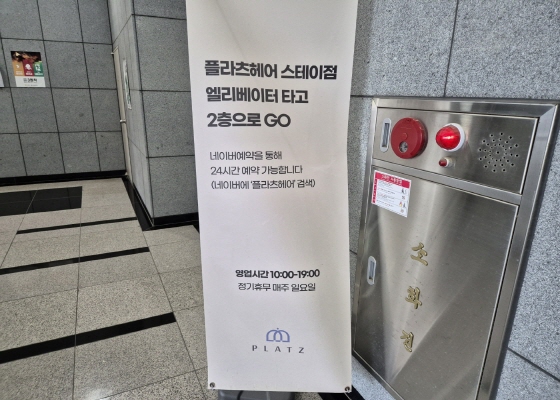 플라츠헤어 스테이점
엘리베이터 타고
2층으로 GO
네이버예약을 통해
24시간 예약 가능합니다
(네이버에 '플라츠헤어' 검색)
영업시간 10:00-19:00
정기휴무 매주 일요일
PLATZ
소화전